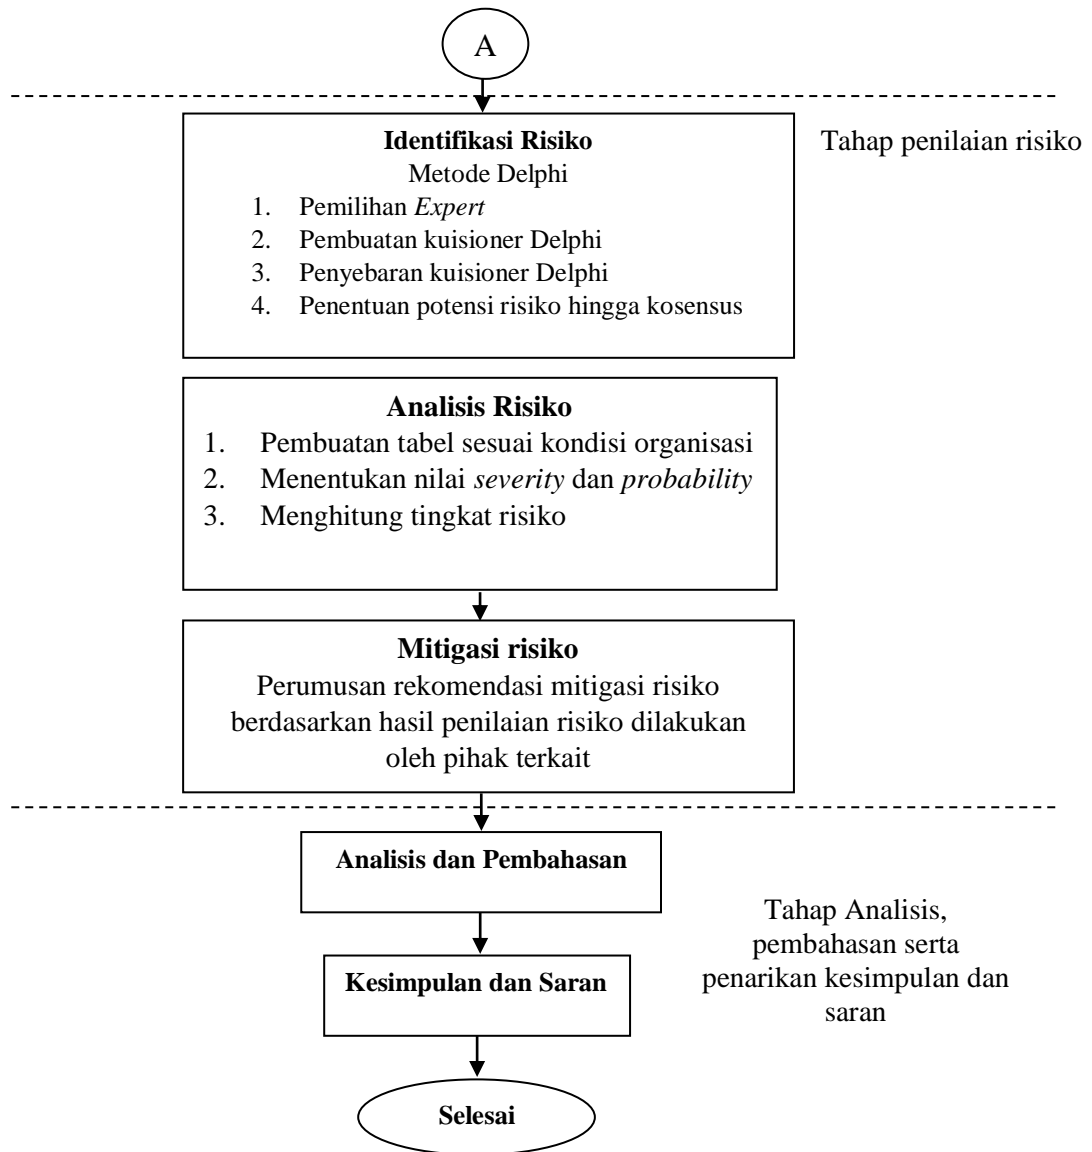 A
Identifikasi Risiko
Metode Delphi
1. Pemilihan Expert
2. Pembuatan kuisioner Delphi
3. Penyebaran kuisioner Delphi
4. Penentuan potensi risiko hingga kosensus
Tahap penilaian risiko
Analisis Risiko
1. Pembuatan tabel sesuai kondisi organisasi
2. Menentukan nilai severity dan probability
3. Menghitung tingkat risiko
Mitigasi risiko
Perumusan rekomendasi mitigasi risiko
berdasarkan hasil penilaian risiko dilakukan
oleh pihak terkait
Analisis dan Pembahasan
Kesimpulan dan Saran
Tahap Analisis,
pembahasan serta
penarikan kesimpulan dan
saran
Selesai